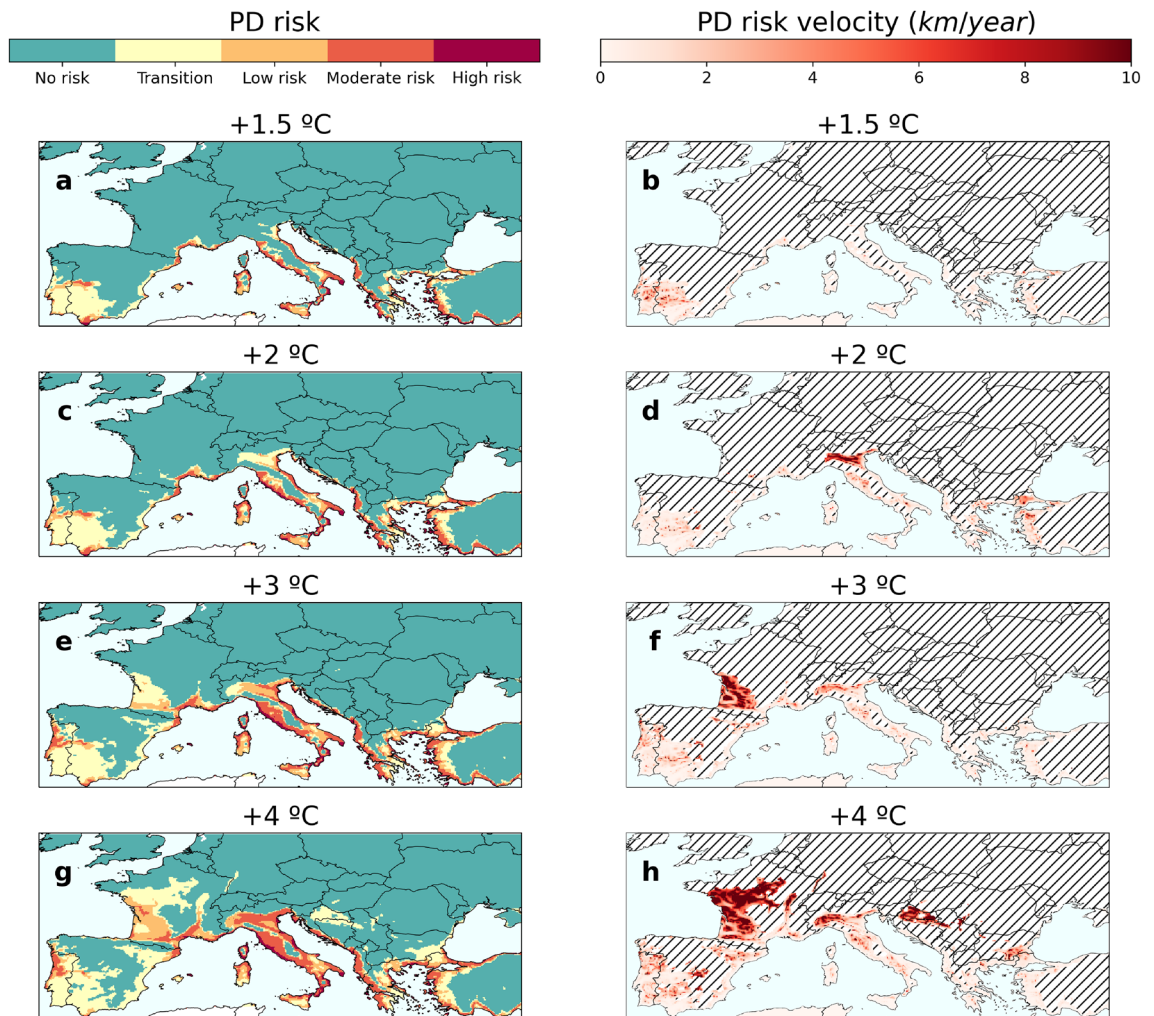 PD risk
No risk Transition Low risk Moderate risk High risk
PD risk velocity (km/year)
0 2 4 6 8 10
+1.5 ºC
+1.5 ºC
a
b
+2 ºC
+2 ºC
c
d
+3 ºC
+3 ºC
e
f
+4 ºC
+4 ºC
g
h